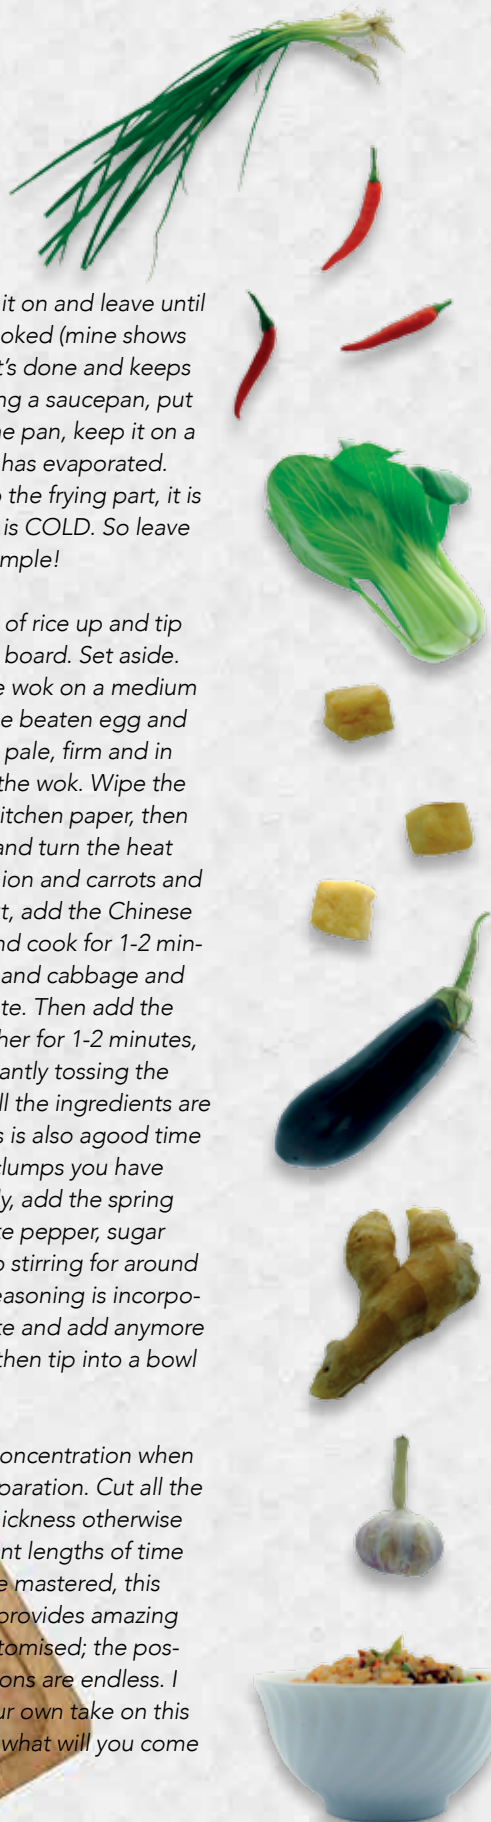 it on and leave until
oked (mine shows
t's done and keeps
ng a saucepan, put
he pan, keep it on a
has evaporated.
o the frying part, it is
is COLD. So leave
mple!
of rice up and tip
board. Set aside.
e wok on a medium
e beaten egg and
pale, firm and in
the wok. Wipe the
itchen paper, then
and turn the heat
ion and carrots and
t, add the Chinese
nd cook for 1-2 min-
and cabbage and
te. Then add the
her for 1-2 minutes,
antly tossing the
ll the ingredients are
s is also agood time
clumps you have
ly, add the spring
te pepper, sugar
o stirring for around
easoning is incorpo-
te and add anymore
then tip into a bowl
oncentration when
paration. Cut all the
ickness otherwise
nt lengths of time
e mastered, this
provides amazing
tomised; the pos-
ons are endless. I
ur own take on this
what will you come